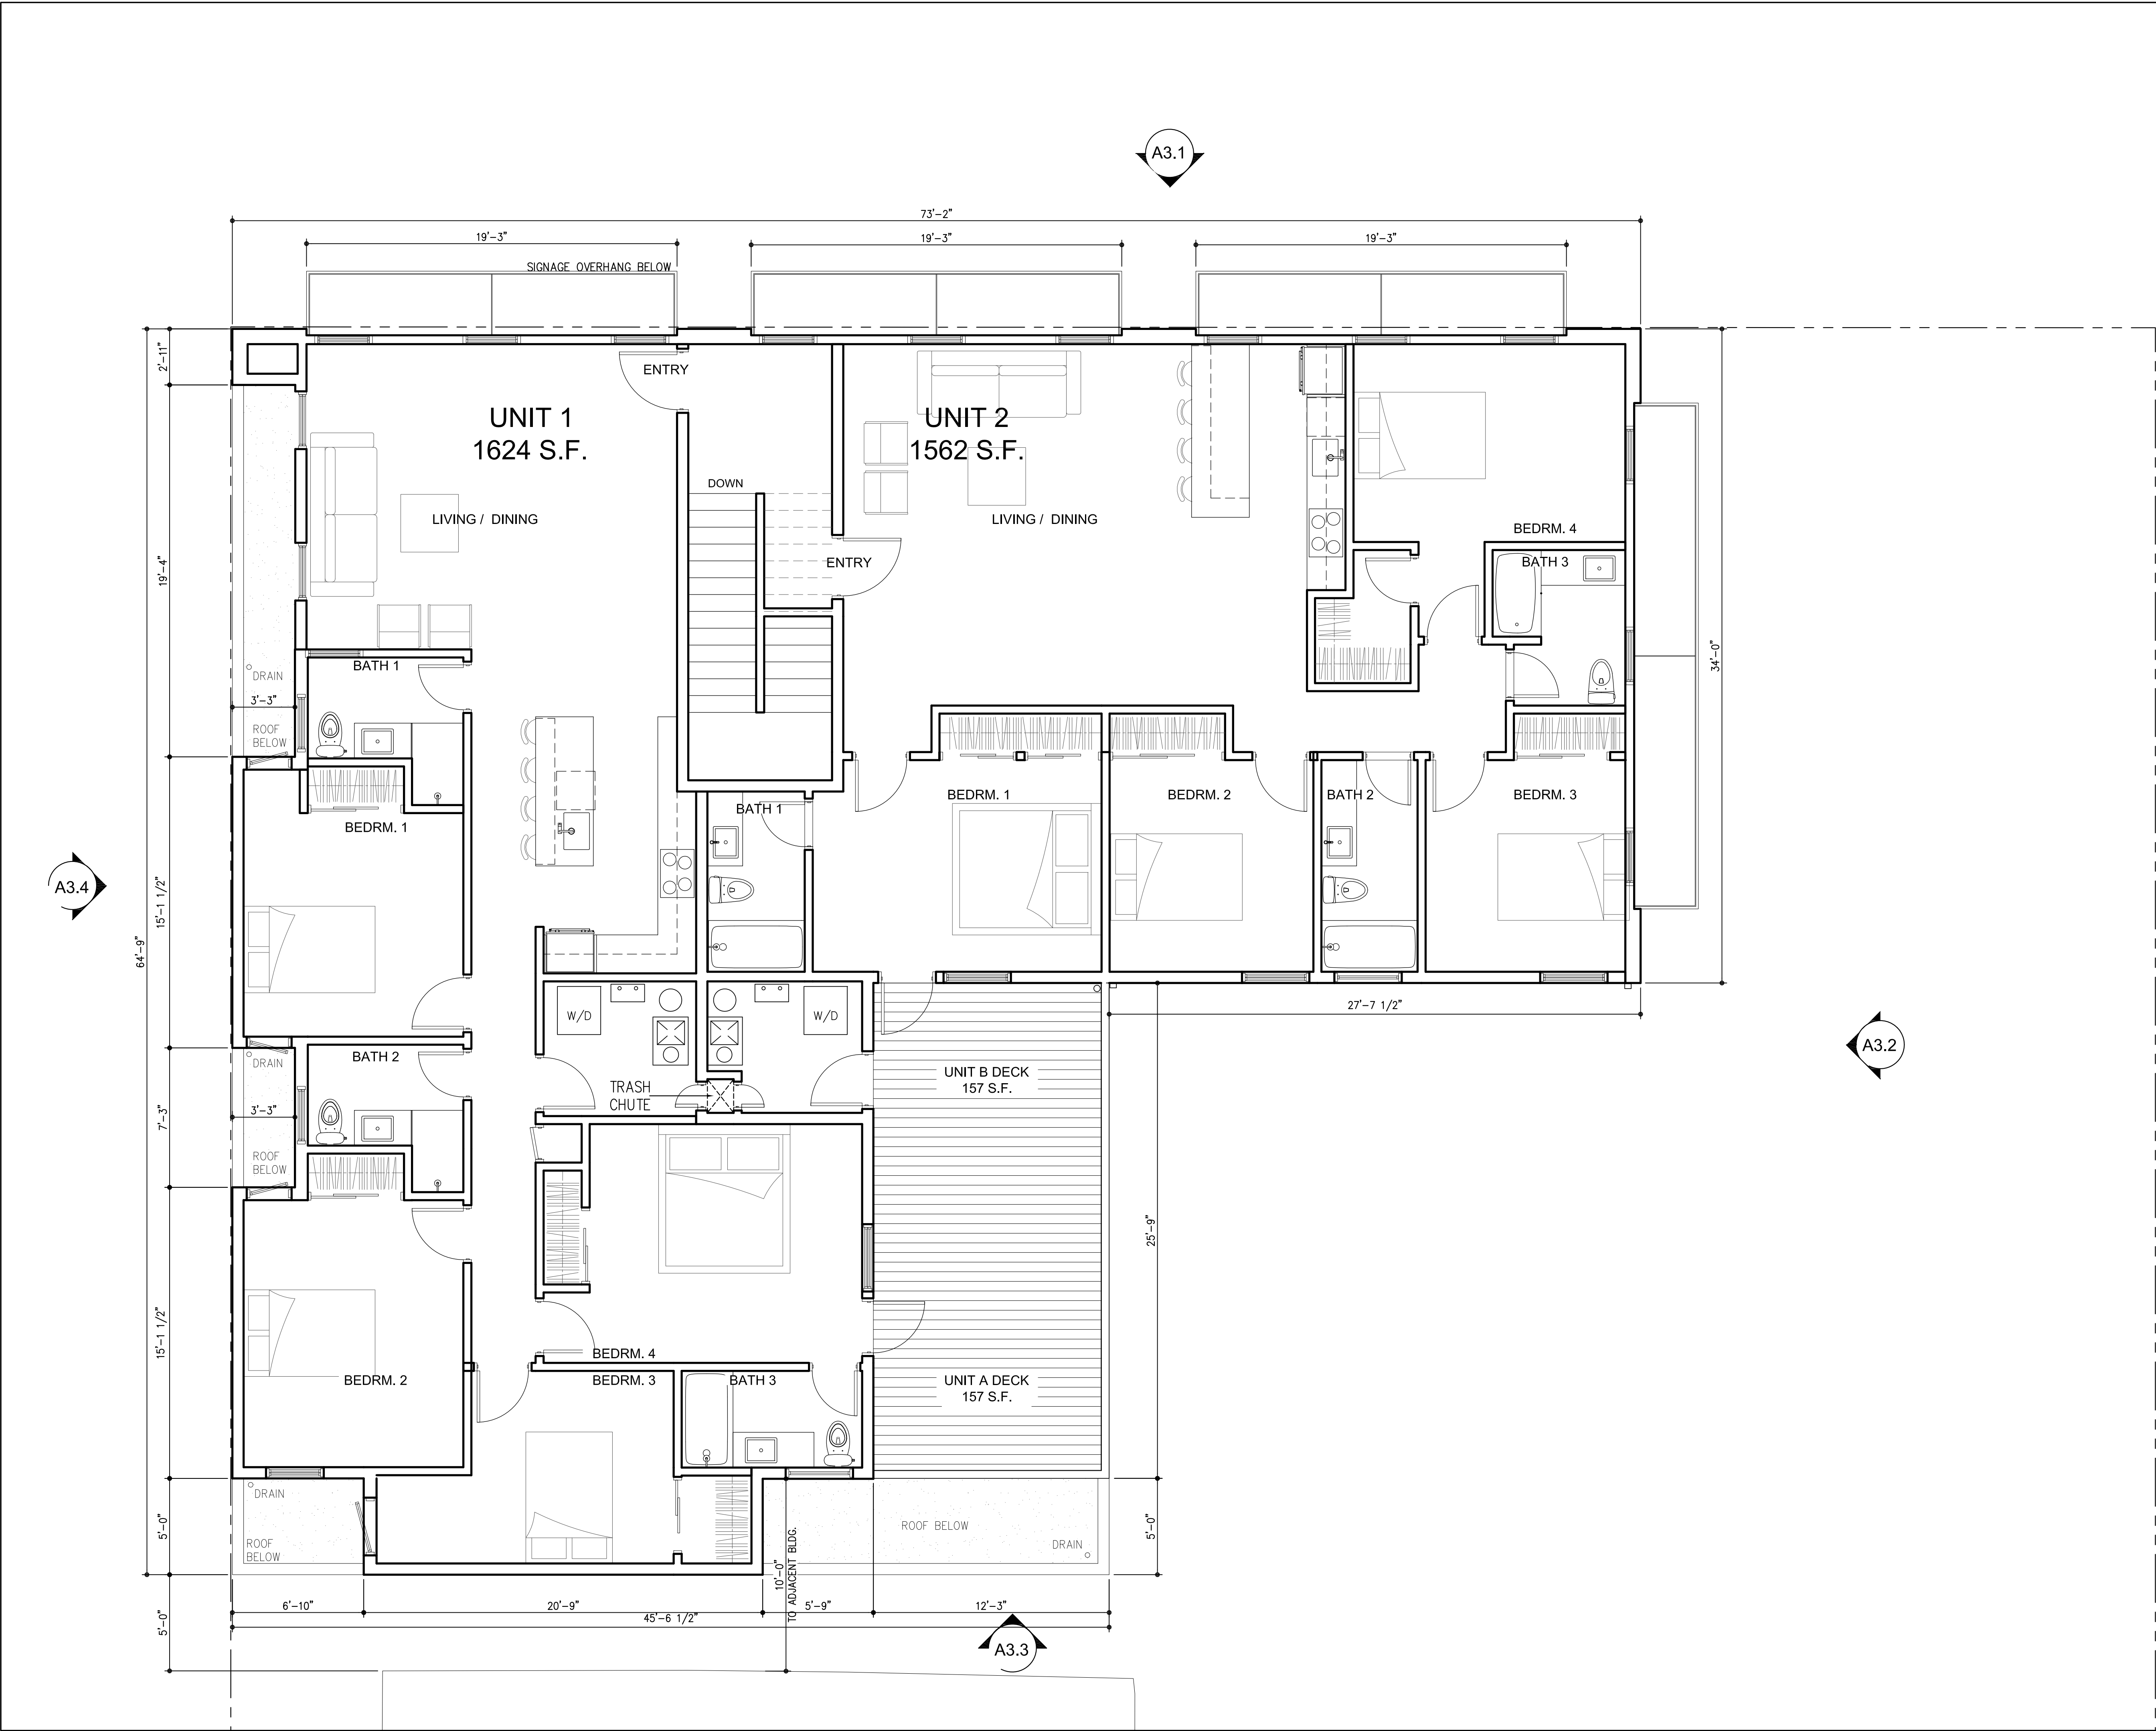 A3.1
73'-2"
19'-3"
19'-3"
19'-3"
SIGNAGE OVERHANG BELOW
2'-11"
ENTRY
UNIT 1
1624 S.F.
UNIT 2
1562 S.F.
DOWN
LIVING / DINING
LIVING / DINING
BEDRM. 4
ENTRY
BATH 3
19'-4"
34'-0"
BATH 1
DRAIN
3'-3"
ROOF
BELOW
BEDRM. 1
BATH 1
BEDRM. 1
BEDRM. 2
BATH 2
BEDRM. 3
A3.4
15'-1 1/2"
64'-9"
27'-7 1/2"
W/D
W/D
A3.2
DRAIN
BATH 2
UNIT B DECK
157 S.F.
TRASH
CHUTE
3'-3"
7'-3"
ROOF
BELOW
25'-9"
15'-1 1/2"
BEDRM. 4
BEDRM. 2
BEDRM. 3
BATH 3
UNIT A DECK
157 S.F.
DRAIN
5'-0"
ROOF
BELOW
ROOF BELOW
DRAIN
5'-0"
10'-0"
TO ADJACENT BLDG.
6'-10"
20'-9"
5'-9"
12'-3"
45'-6 1/2"
5'-0"
A3.3